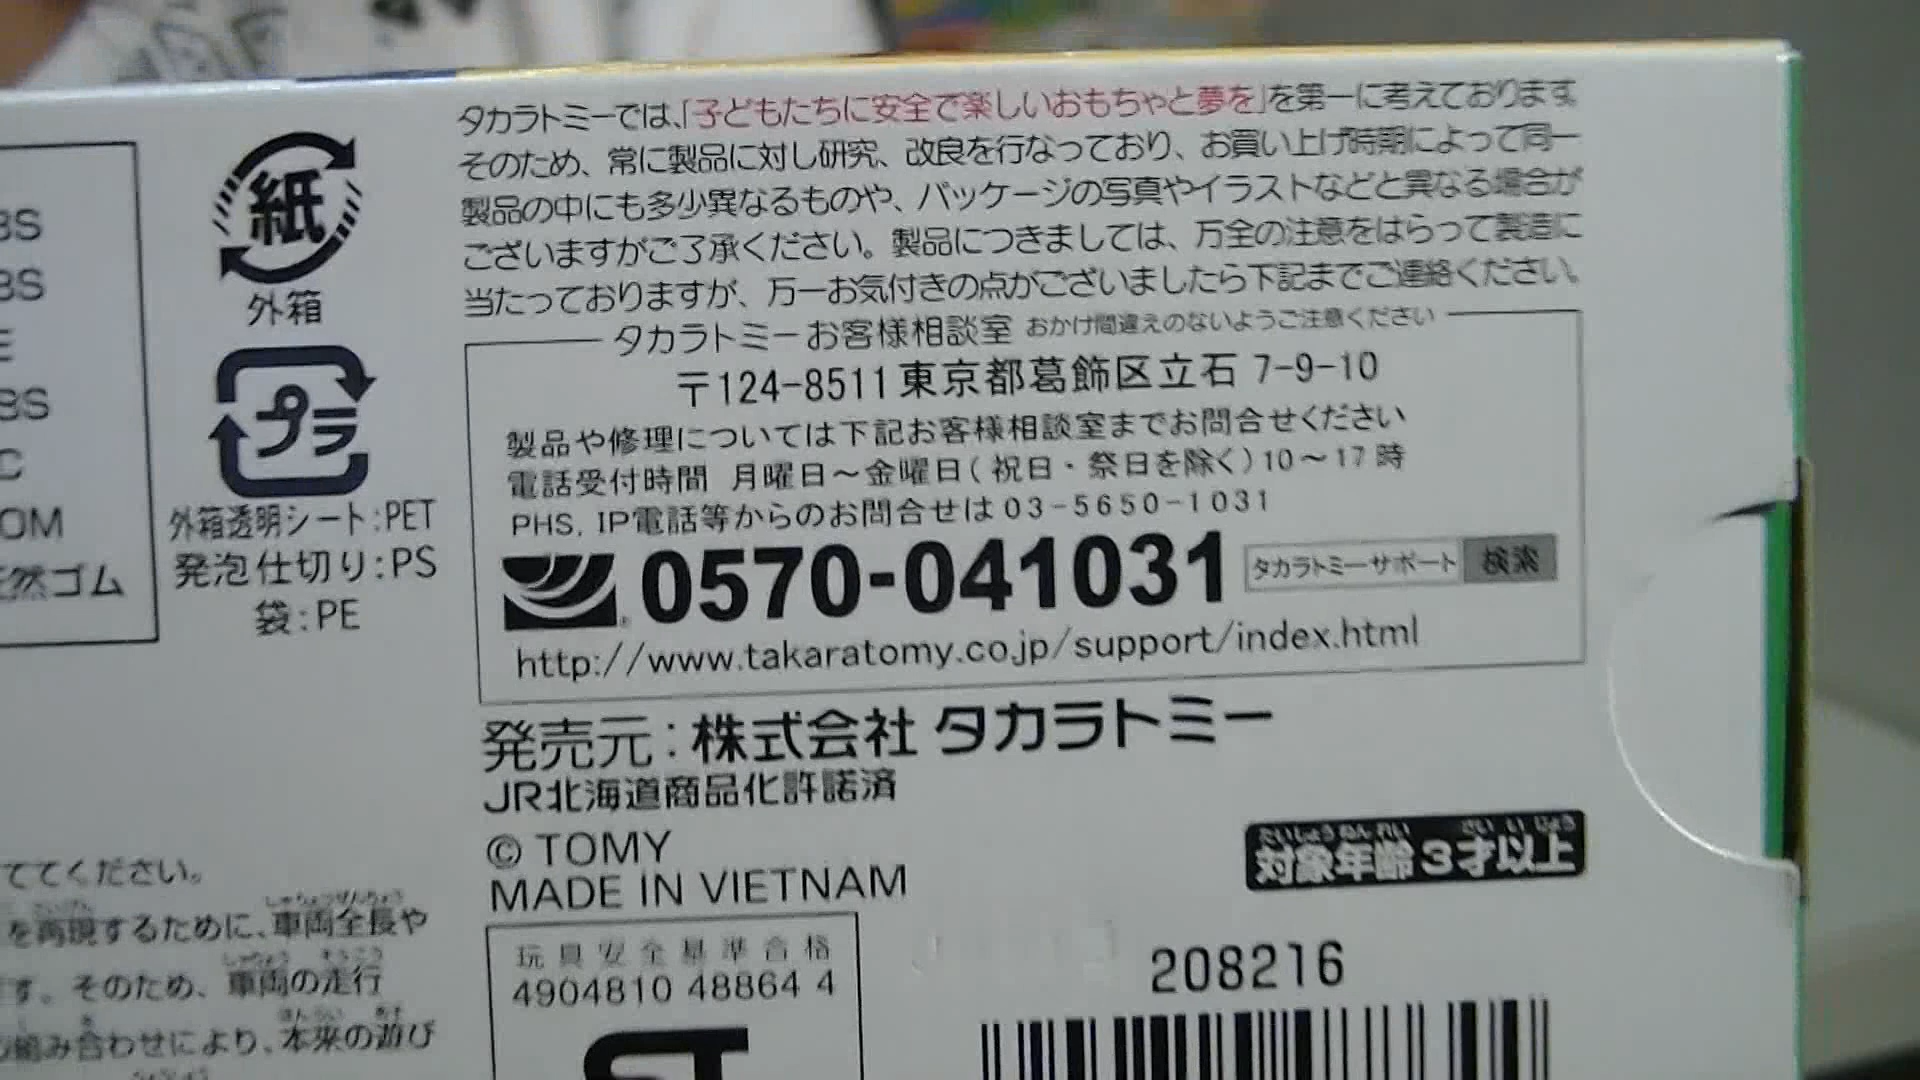 タカラトミーでは、「子どもたちに安全で楽しいおもちゃと夢を」を第一に考えております。
そのため、常に製品に対し研究、改良を行なっており、お買い上げ時期によって同一
製品の中にも多少異なるものや、パッケージの写真やイラストなどと異なる場合が
ございますがご了承ください。製品につきましては、万全の注意をはらって製造に
当たっておりますが、万一お気付きの点がございましたら下記までご連絡ください。
タカラトミーお客様相談室 おかけ間違えのないようご注意ください
〒124-8511東京都葛飾区立石 7-9-10
製品や修理については下記お客様相談室までお問合せください
電話受付時間 月曜日～金曜日(祝日・祭日を除く)10～17時
PHS, IP電話等からのお問合せは03-5650-1031
0570-041031 タカラトミーサポート 検索
http://www.takaratomy.co.jp/support/index.html
発売元:株式会社 タカラトミー
JR北海道商品化許諾済
© TOMY
MADE IN VIETNAM
たいしょうねんれい さい いじょう
対象年齢3才以上
玩具安全基準合格
4904810 48864 4
ST
208216
紙
外箱
プラ
外箱透明シート:PET
発泡仕切り:PS
袋:PE
BS
BS
E
BS
C
OM
然ゴム
ててください。
しゃりょうぜんちょう
を再現するために、車両全長や
しゃりょう そうこう
す。そのため、車両の走行
ほんらい あそ
組み合わせにより、本来の遊び